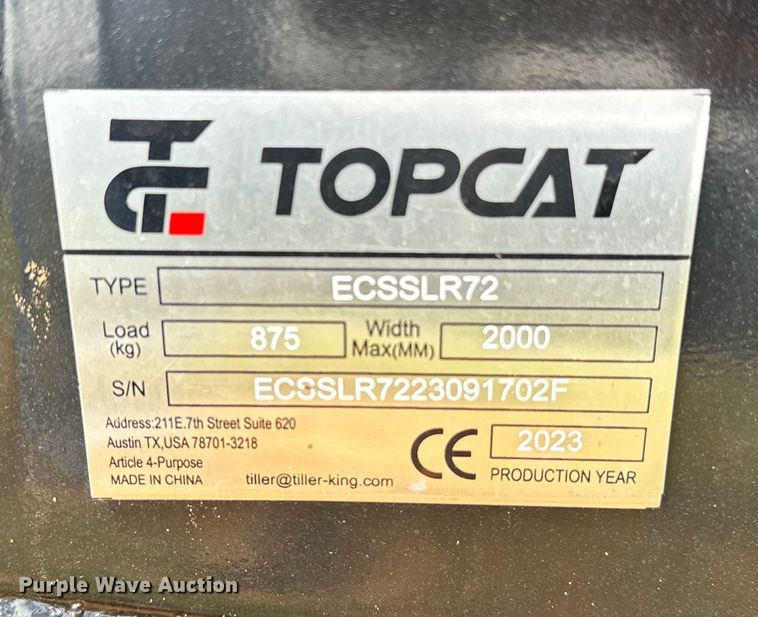 TC TOPCAT
TYPE ECSSLR72
Load (kg) 875 Width Max(MM) 2000
S/N ECSSLR7223091702F
Address:211E.7th Street Suite 620
Austin TX,USA 78701-3218
Article 4-Purpose
MADE IN CHINA tiller@tiller-king.com
CE 2023
PRODUCTION YEAR
Purple Wave Auction